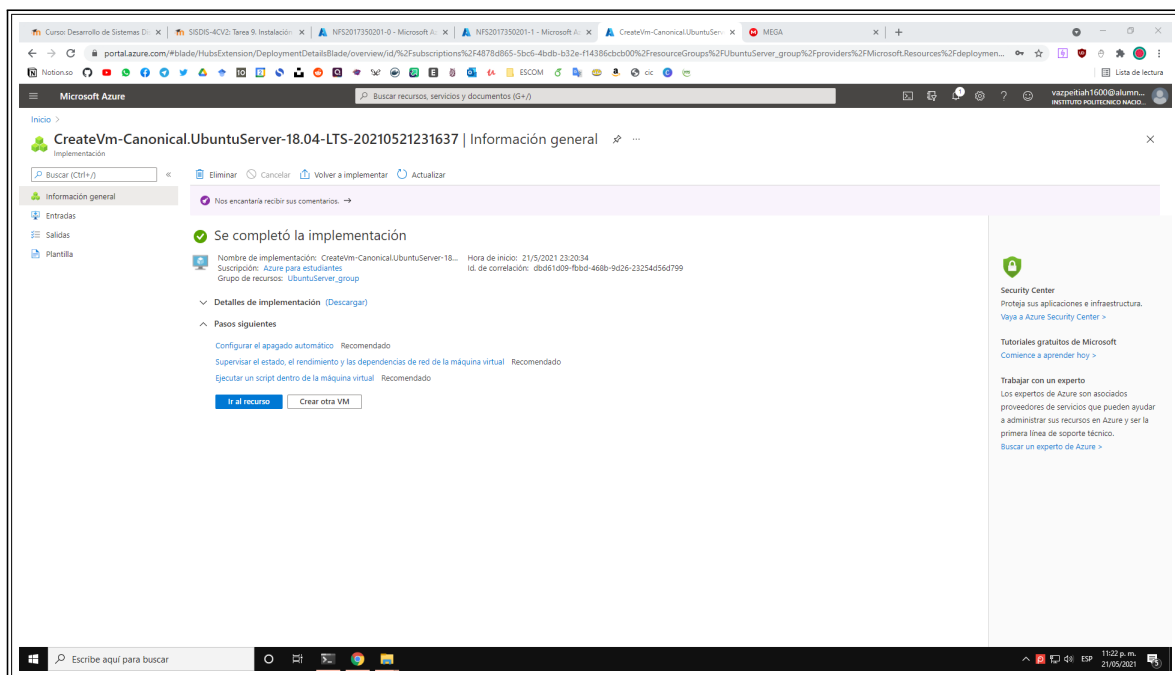 Curso: Desarrollo de Sistemas Di
SISDIS-4CV2: Tarea 9. Instalación
NFS2017350201-0 - Microsoft A
NFS2017350201-1 - Microsoft A
CreateVm-Canonical.UbuntuServ
MEGA
portal.azure.com/#blade/HubsExtension/DeploymentDetailsBlade/overview/id/%2Fsubscriptions%2F4878d865-5bc6-4bdb-b32e-f14386cbcb00%2FresourceGroups%2FUbuntuServer_group%2Fproviders%2FMicrosoft.Resources%2Fdeploymen...
Notion.so
ESCOM
cic
Lista de lectura
Microsoft Azure
Buscar recursos, servicios y documentos (G+/)
1
vazpeitiah1600@alumn...
INSTITUTO POLITECNICO NACIO...
Inicio >
CreateVm-Canonical.UbuntuServer-18.04-LTS-20210521231637 | Información general
Implementación
Buscar (Ctrl+/)
«
Eliminar Cancelar Volver a implementar Actualizar
Información general
Entradas
Salidas
Plantilla
Nos encantaría recibir sus comentarios. →
Se completó la implementación
Nombre de implementación: CreateVm-Canonical.UbuntuServer-18... Hora de inicio: 21/5/2021 23:20:34
Suscripción: Azure para estudiantes Id. de correlación: dbd61d09-fbbd-468b-9d26-23254d56d799
Grupo de recursos: UbuntuServer_group
Detalles de implementación (Descargar)
Pasos siguientes
Configurar el apagado automático Recomendado
Supervisar el estado, el rendimiento y las dependencias de red de la máquina virtual Recomendado
Ejecutar un script dentro de la máquina virtual Recomendado
Ir al recurso Crear otra VM
Security Center
Proteja sus aplicaciones e infraestructura.
Vaya a Azure Security Center >
Tutoriales gratuitos de Microsoft
Comience a aprender hoy >
Trabajar con un experto
Los expertos de Azure son asociados
proveedores de servicios que pueden ayudar
a administrar sus recursos en Azure y ser la
primera línea de soporte técnico.
Buscar un experto de Azure >
Escribe aquí para buscar
ESP
11:22 p. m.
21/05/2021